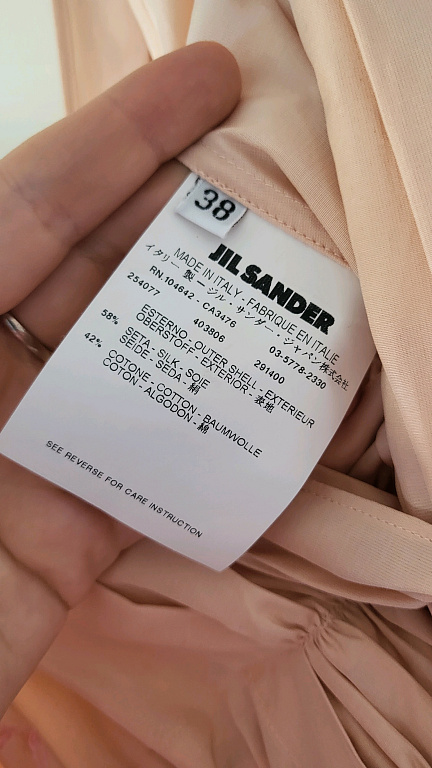 38
JIL SANDER
MADE IN ITALY - FABRIQUE EN ITALIE
イタリー 製 ージル・サンダー・ジャパン株式会社
RN.104642 - CA3476 03-5778-2330
254077 403806 291400
ESTERNO - OUTER SHELL - EXTERIEUR
OBERSTOFF - EXTERIOR - 表地
58% SETA - SILK - SOIE
SEIDE - SEDA - 絹
42% COTONE - COTTON - BAUMWOLLE
COTON - ALGODON - 綿
SEE REVERSE FOR CARE INSTRUCTION